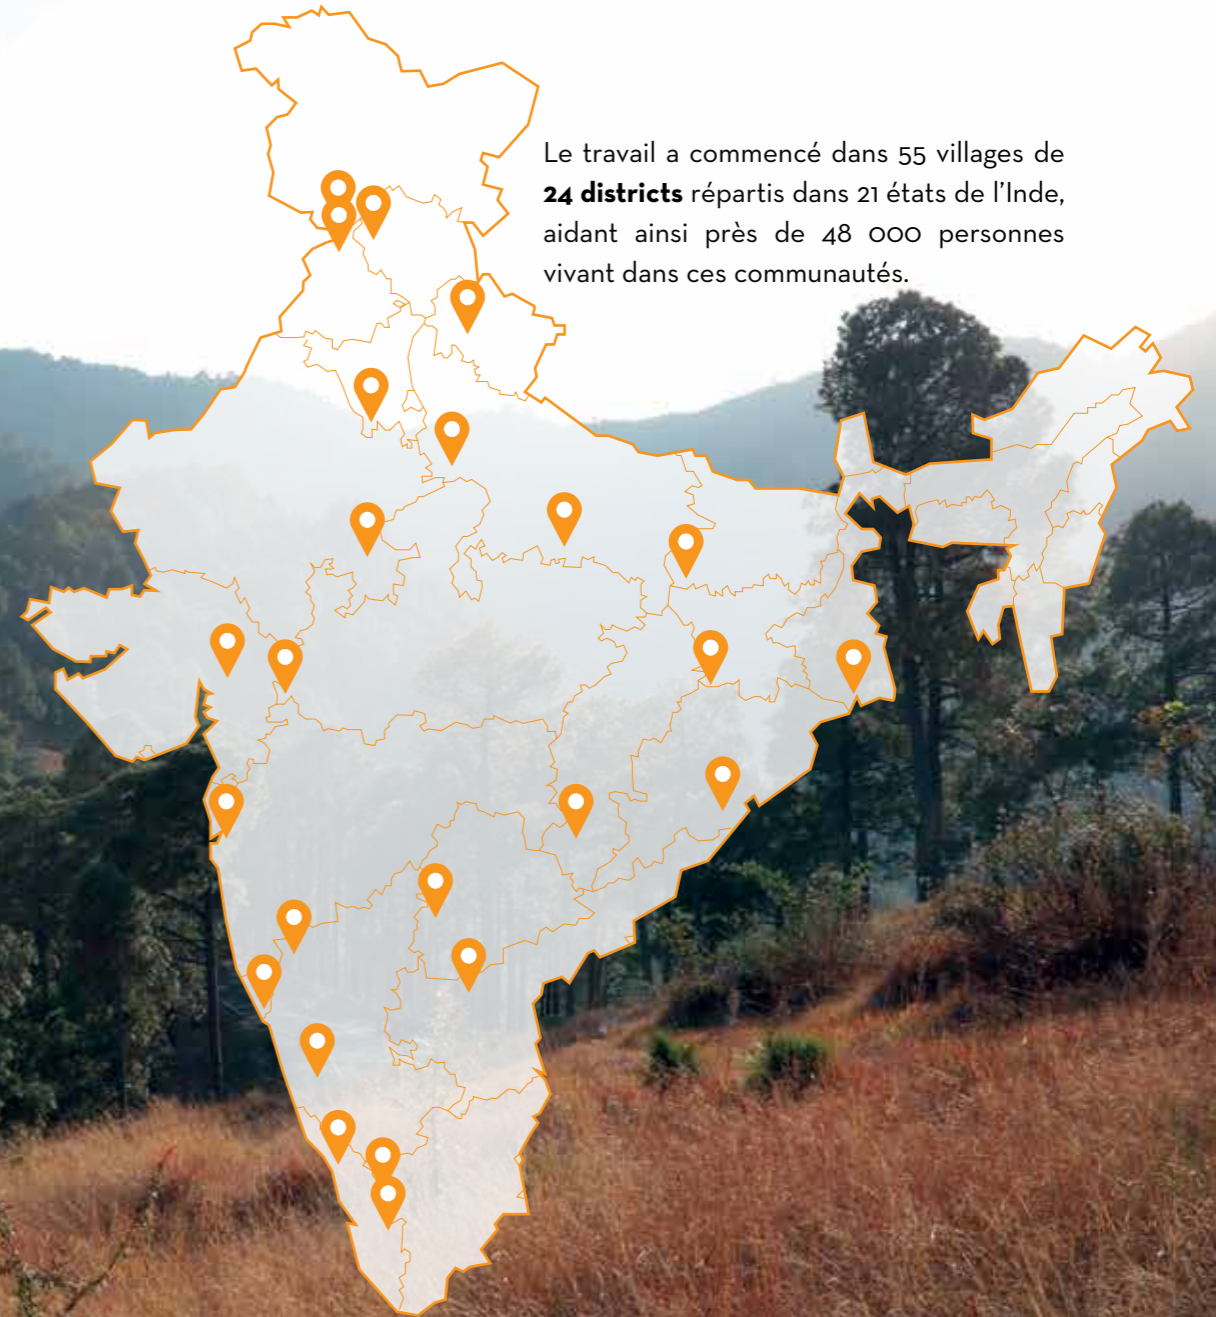 Le travail a commencé dans 55 villages de
24 districts répartis dans 21 états de l’Inde,
aidant ainsi près de 48 000 personnes
vivant dans ces communautés.